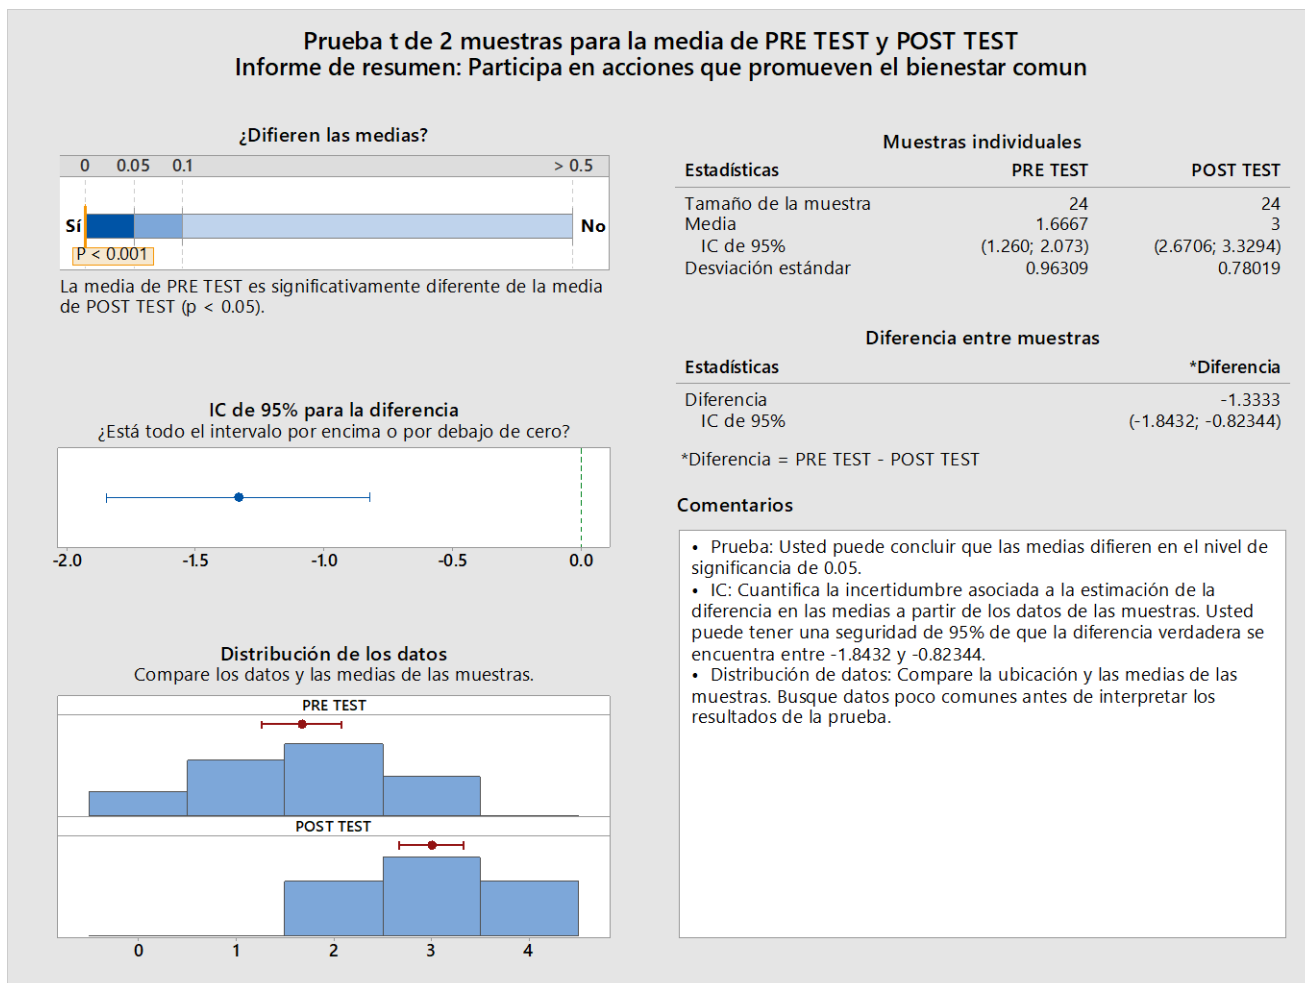 Prueba t de 2 muestras para la media de PRE TEST y POST TEST
Informe de resumen: Participa en acciones que promueven el bienestar comun
¿Difieren las medias?
0 0.05 0.1 > 0.5
Sí No
P < 0.001
La media de PRE TEST es significativamente diferente de la media
de POST TEST (p < 0.05).
IC de 95% para la diferencia
¿Está todo el intervalo por encima o por debajo de cero?
-2.0 -1.5 -1.0 -0.5 0.0
Distribución de los datos
Compare los datos y las medias de las muestras.
PRE TEST
POST TEST
0 1 2 3 4
Muestras individuales
Estadísticas PRE TEST POST TEST
Tamaño de la muestra 24 24
Media 1.6667 3
IC de 95% (1.260; 2.073) (2.6706; 3.3294)
Desviación estándar 0.96309 0.78019
Diferencia entre muestras
Estadísticas *Diferencia
Diferencia -1.3333
IC de 95% (-1.8432; -0.82344)
*Diferencia = PRE TEST - POST TEST
Comentarios
• Prueba: Usted puede concluir que las medias difieren en el nivel de
significancia de 0.05.
• IC: Cuantifica la incertidumbre asociada a la estimación de la
diferencia en las medias a partir de los datos de las muestras. Usted
puede tener una seguridad de 95% de que la diferencia verdadera se
encuentra entre -1.8432 y -0.82344.
• Distribución de datos: Compare la ubicación y las medias de las
muestras. Busque datos poco comunes antes de interpretar los
resultados de la prueba.